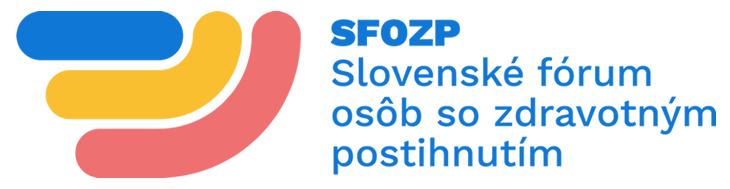 SFOZP
Slovenské fórum
osôb so zdravotným
postihnutím